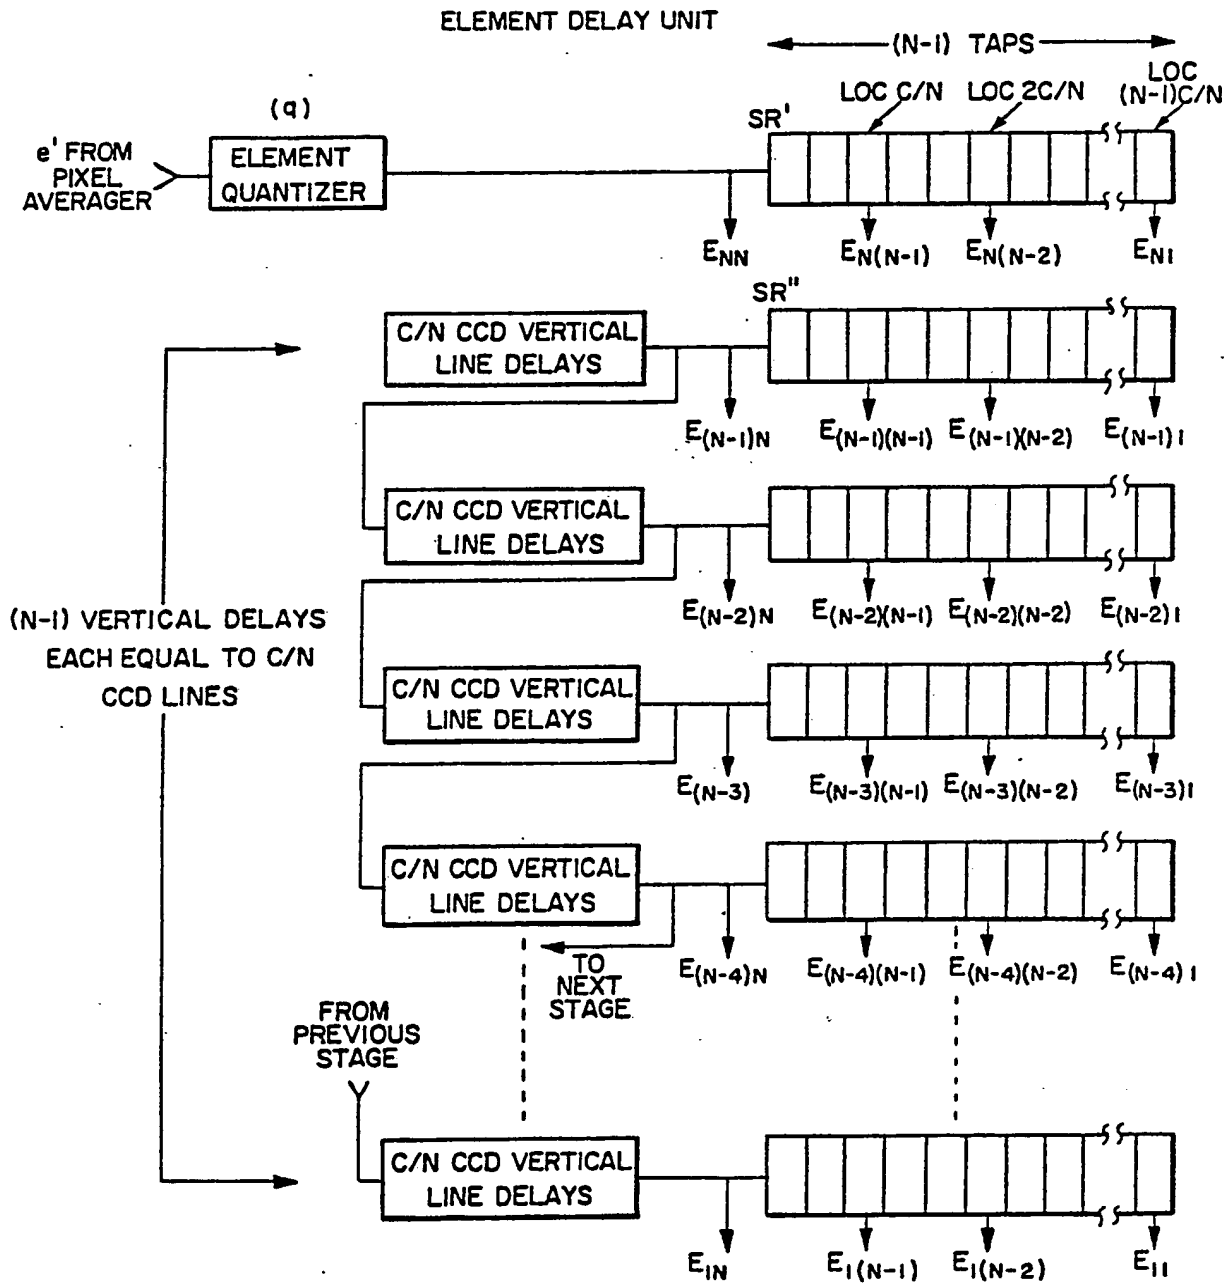 ELEMENT DELAY UNIT
(N-1) TAPS
LOC C/N
LOC 2C/N
LOC
(N-1)C/N
(q)
SR'
e' FROM
PIXEL
AVERAGER
ELEMENT
QUANTIZER
E_NN
E_N(N-1)
E_N(N-2)
E_N1
SR"
C/N CCD VERTICAL
LINE DELAYS
E_(N-1)N
E_(N-1)(N-1)
E_(N-1)(N-2)
E_(N-1)1
C/N CCD VERTICAL
LINE DELAYS
E_(N-2)N
E_(N-2)(N-1)
E_(N-2)(N-2)
E_(N-2)1
(N-1) VERTICAL DELAYS
EACH EQUAL TO C/N
CCD LINES
C/N CCD VERTICAL
LINE DELAYS
E_(N-3)
E_(N-3)(N-1)
E_(N-3)(N-2)
E_(N-3)1
C/N CCD VERTICAL
LINE DELAYS
TO
NEXT
STAGE
E_(N-4)N
E_(N-4)(N-1)
E_(N-4)(N-2)
E_(N-4)1
FROM
PREVIOUS
STAGE
C/N CCD VERTICAL
LINE DELAYS
E_1N
E_1(N-1)
E_1(N-2)
E_11